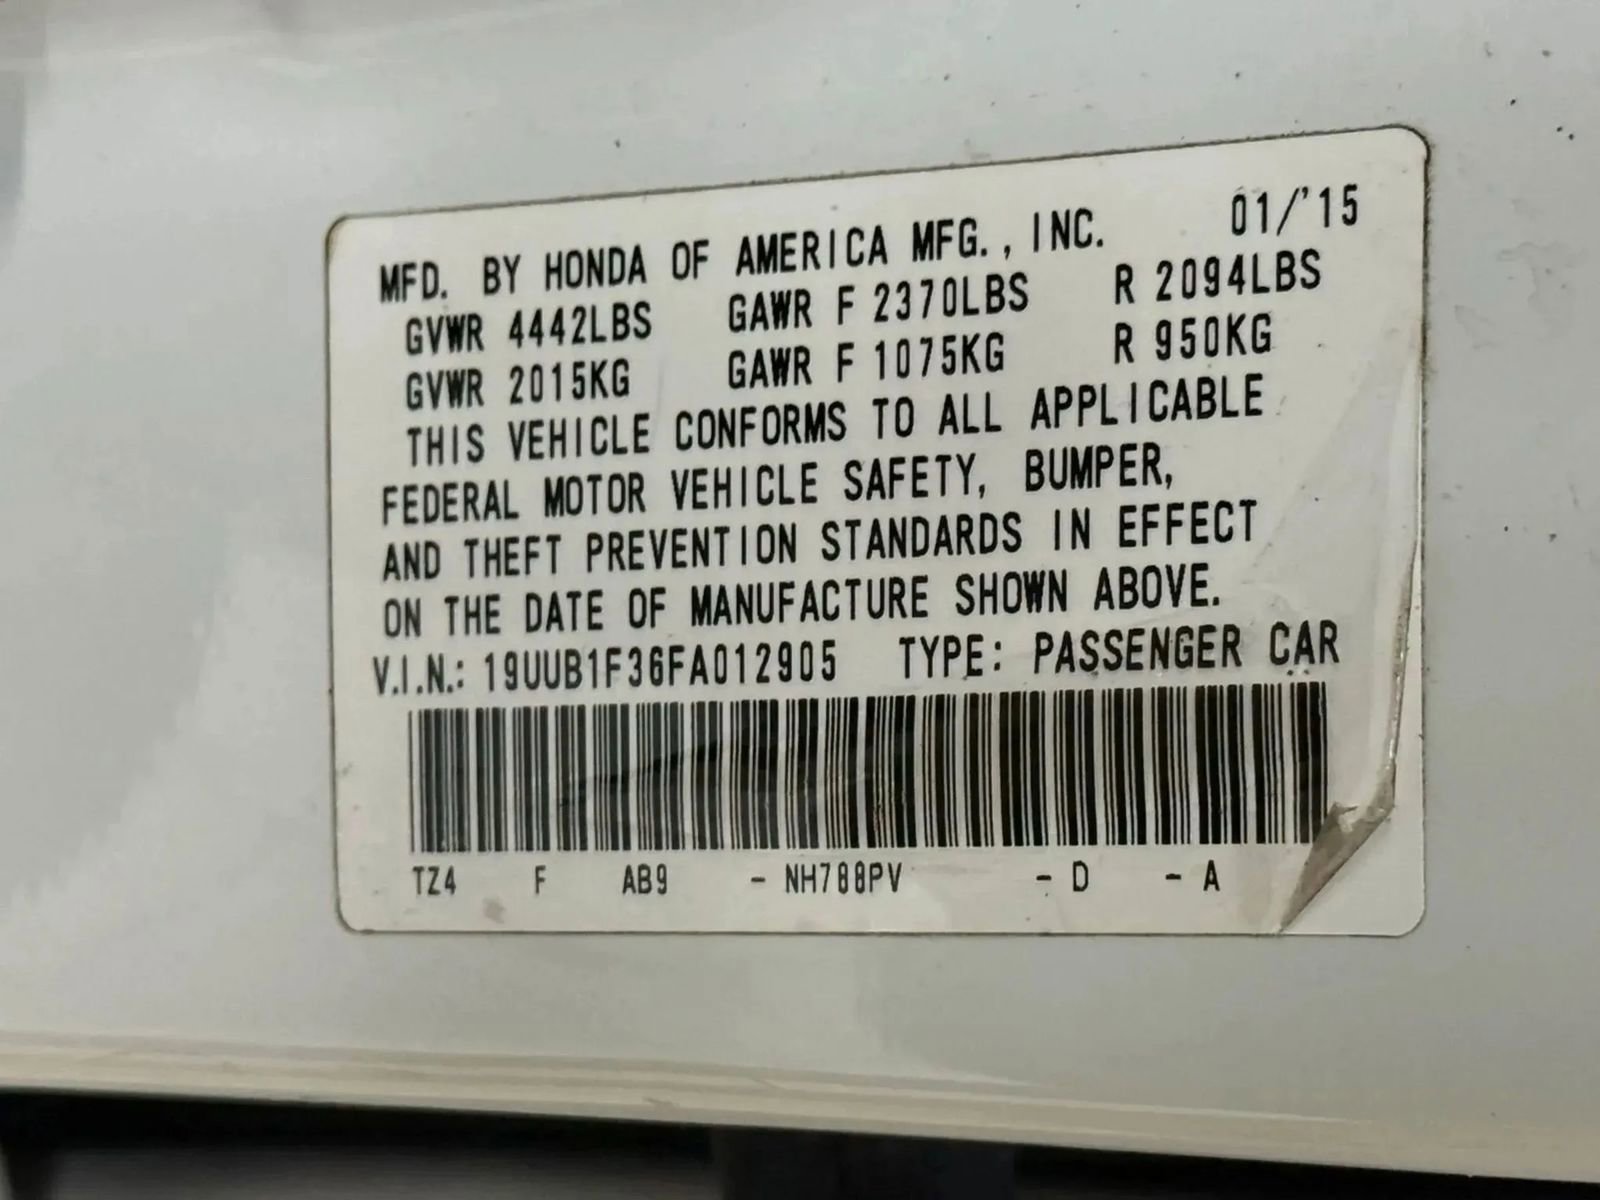 MFD. BY HONDA OF AMERICA MFG., INC. 01/'15
GVWR 4442LBS GAWR F 2370LBS R 2094LBS
GVWR 2015KG GAWR F 1075KG R 950KG
THIS VEHICLE CONFORMS TO ALL APPLICABLE
FEDERAL MOTOR VEHICLE SAFETY, BUMPER,
AND THEFT PREVENTION STANDARDS IN EFFECT
ON THE DATE OF MANUFACTURE SHOWN ABOVE.
V.I.N.: 19UUB1F36FA012905 TYPE: PASSENGER CAR
TZ4 F AB9 - NH788PV - D - A